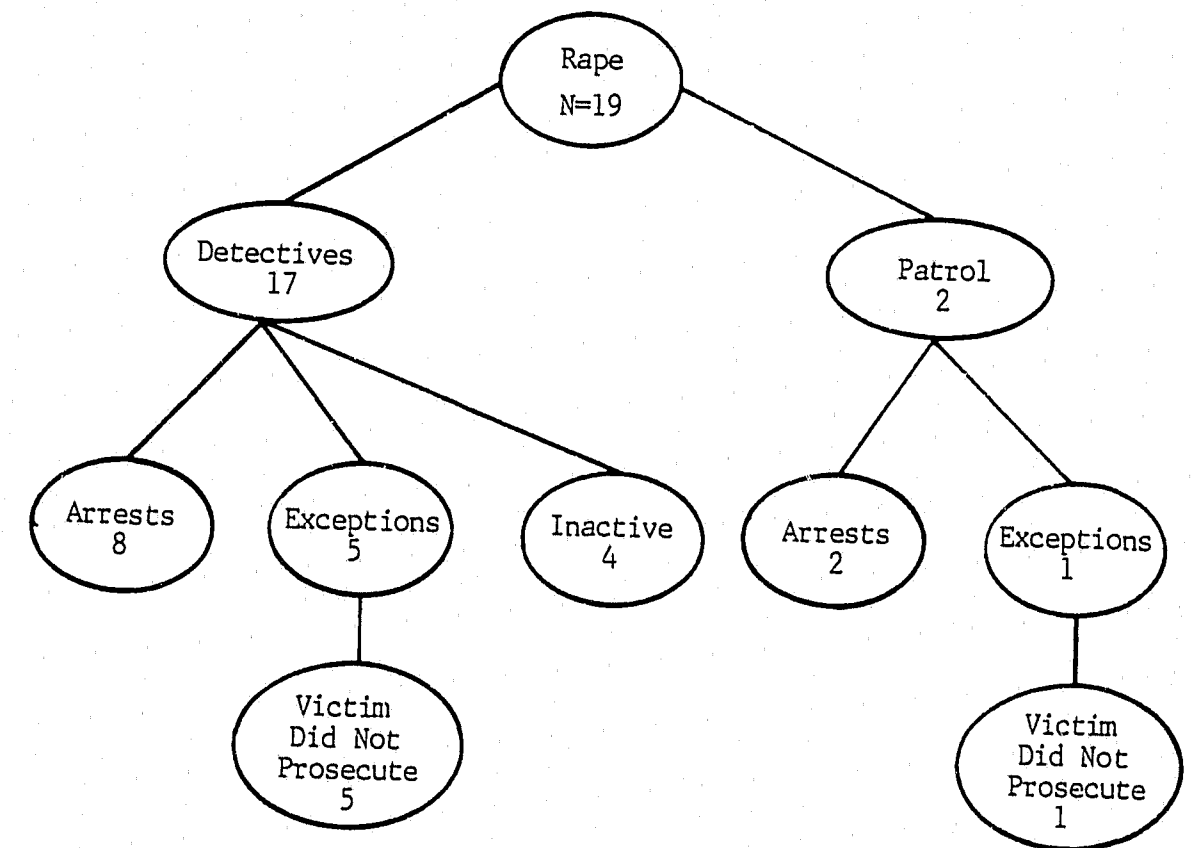 Rape
N=19
Detectives
17
Patrol
2
Arrests
8
Exceptions
5
Inactive
4
Arrests
2
Exceptions
1
Victim
Did Not
Prosecute
5
Victim
Did Not
Prosecute
1